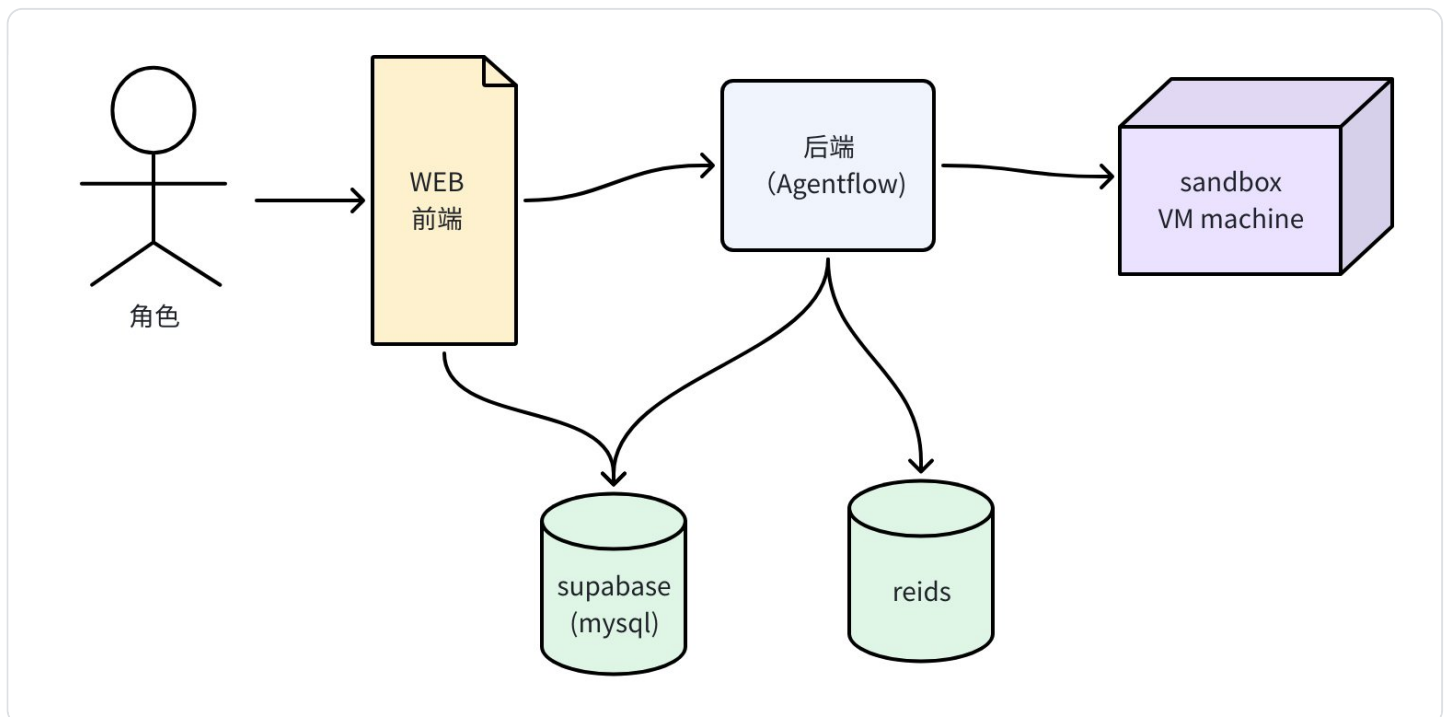 角色
WEB
前端
后端
（Agentflow)
sandbox
VM machine
supabase
(mysql)
reids